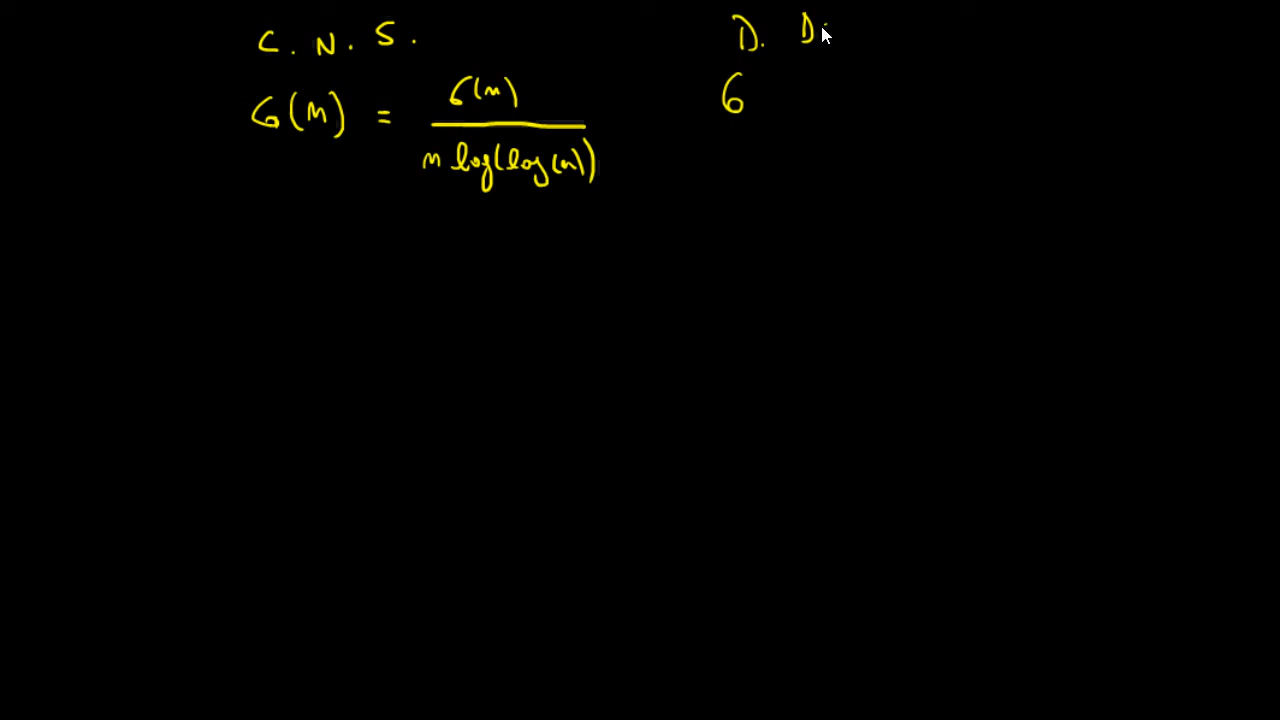 C. N. S.
G(n) = σ(n) / n log(log(n))
D. D
6